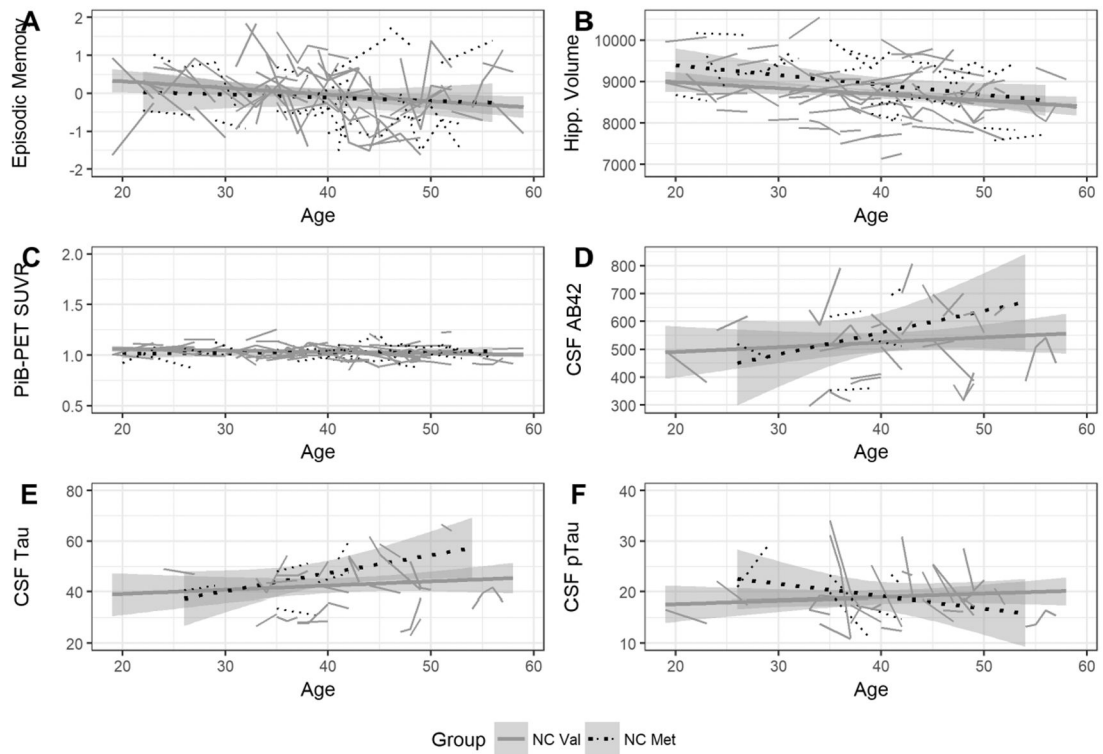 A
B
Episodic Memory
2
1
0
-1
-2
20 30 40 50 60
Age
Hipp. Volume
10000
9000
8000
7000
20 30 40 50 60
Age
C
D
PiB-PET SUVR
2.0
1.5
1.0
0.5
20 30 40 50 60
Age
CSF AB42
800
700
600
500
400
300
20 30 40 50 60
Age
E
F
CSF Tau
80
60
40
20
20 30 40 50 60
Age
CSF pTau
40
30
20
10
20 30 40 50 60
Age
Group NC Val NC Met